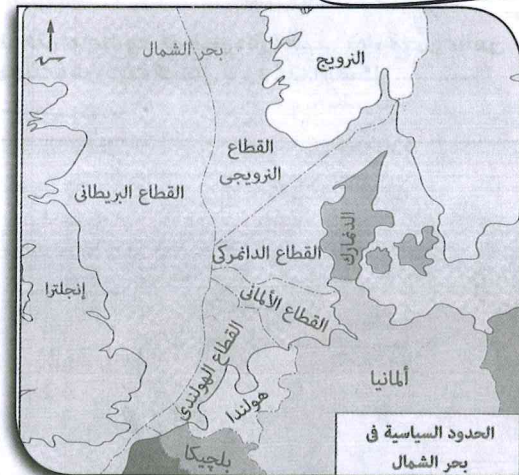 بحر الشمال
النرويج
القطاع
النرويجى
القطاع البريطانى
الدنمارك
القطاع الدانمركى
إنجلترا
القطاع الألمانى
القطاع الهولندى
هولندا
ألمانيا
بلجيكا
الحدود السياسية فى
بحر الشمال